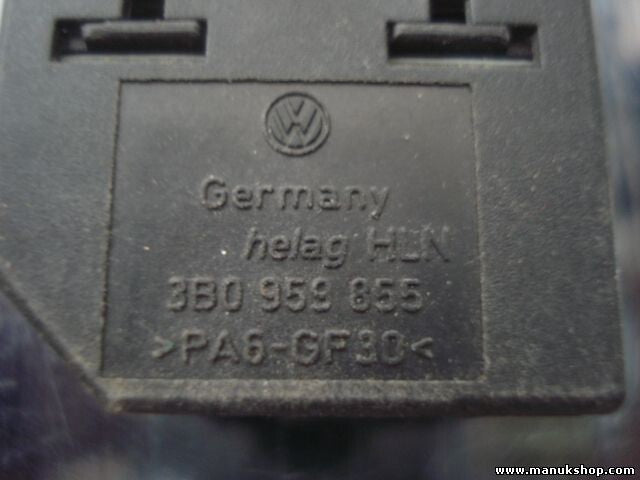 Germany
helag HLN
3B0 959 855
>PA6-GF30<
www.manukshop.com